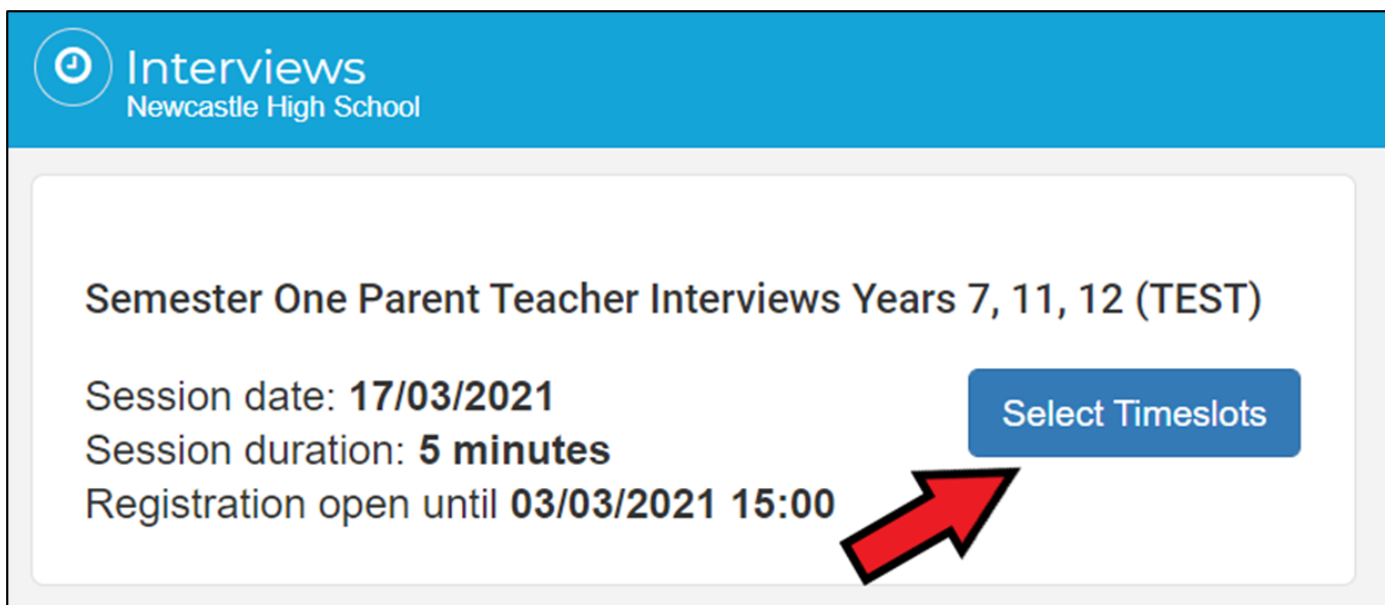 Interviews
Newcastle High School
Semester One Parent Teacher Interviews Years 7, 11, 12 (TEST)
Session date: 17/03/2021
Session duration: 5 minutes
Registration open until 03/03/2021 15:00
Select Timeslots